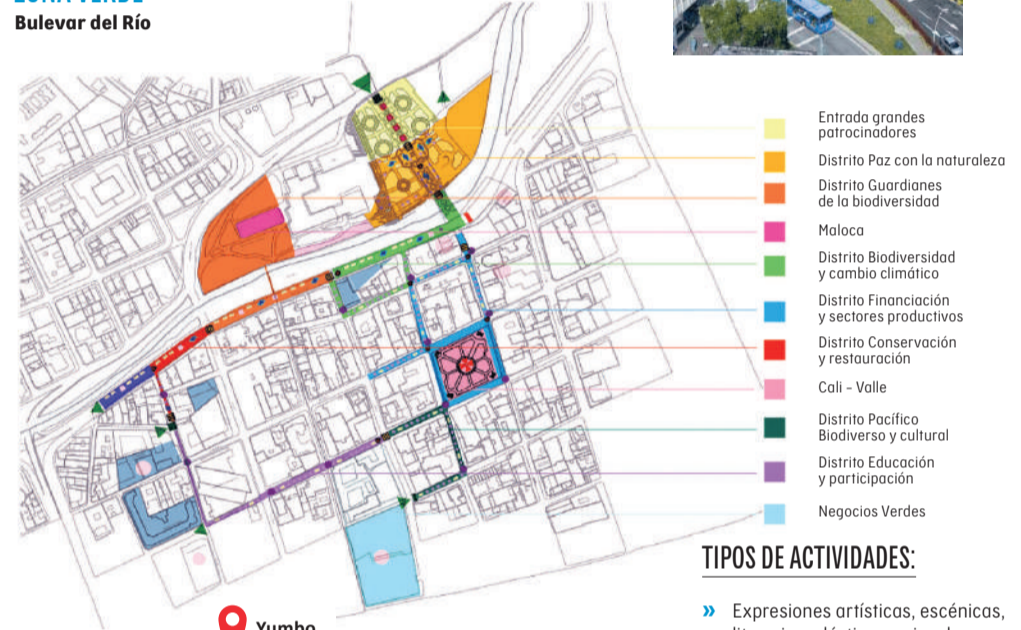 ZONA VERDE
Bulevar del Río
Entrada grandes
patrocinadores
Distrito Paz con la naturaleza
Distrito Guardianes
de la biodiversidad
Maloca
Distrito Biodiversidad
y cambio climático
Distrito Financiación
y sectores productivos
Distrito Conservación
y restauración
Cali - Valle
Distrito Pacífico
Biodiverso y cultural
Distrito Educación
y participación
Negocios Verdes
TIPOS DE ACTIVIDADES:
» Expresiones artísticas, escénicas,
Yumbo